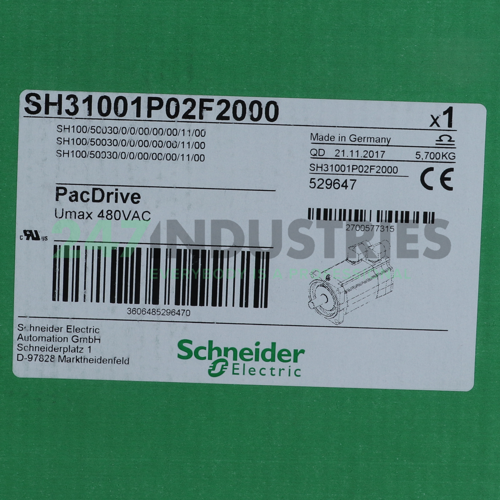 SH31001P02F2000
x1
SH100/50030/0/0/00/00/00/11/00
SH100/50030/0/0/00/00/00/11/00
SH100/50030/0/0/00/00/00/11/00
Made in Germany
QD 21.11.2017 5,700KG
SH31001P02F2000
529647
CE
PacDrive
Umax 480VAC
2700577315
247INDUSTRIES
c RU us
3606485296470
Schneider Electric
Automation GmbH
Schneiderplatz 1
D-97828 Marktheidenfeld
Schneider
Electric